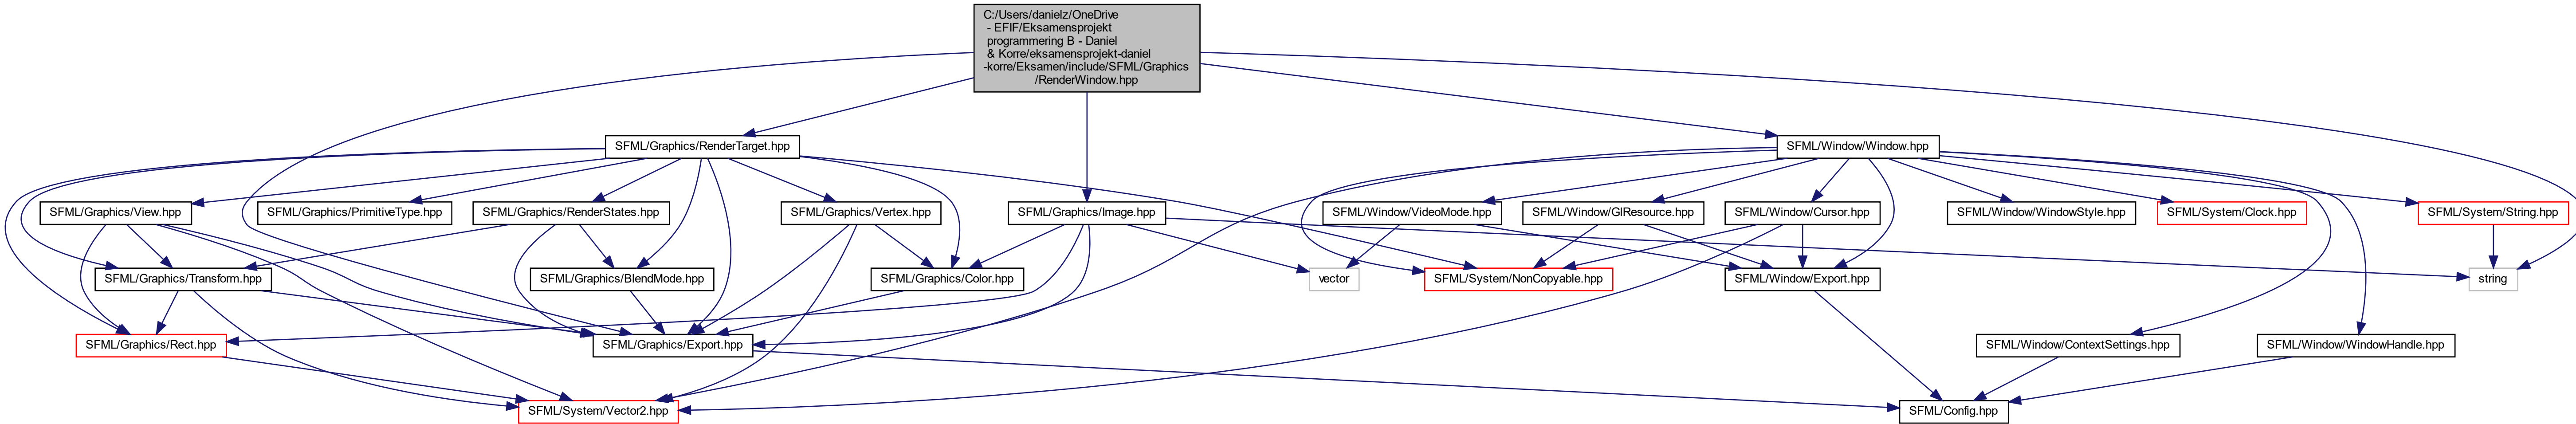 C:/Users/danielz/OneDrive
- EFIF/Eksamensprojekt
programmering B - Daniel
& Korre/eksamensprojekt-daniel
-korre/Eksamen/include/SFML/Graphics
/RenderWindow.hpp
SFML/Graphics/RenderTarget.hpp
SFML/Window/Window.hpp
SFML/Graphics/View.hpp
SFML/Graphics/PrimitiveType.hpp
SFML/Graphics/RenderStates.hpp
SFML/Graphics/Vertex.hpp
SFML/Graphics/Image.hpp
SFML/Window/VideoMode.hpp
SFML/Window/GlResource.hpp
SFML/Window/Cursor.hpp
SFML/Window/WindowStyle.hpp
SFML/System/Clock.hpp
SFML/System/String.hpp
SFML/Graphics/Transform.hpp
SFML/Graphics/BlendMode.hpp
SFML/Graphics/Color.hpp
vector
SFML/System/NonCopyable.hpp
SFML/Window/Export.hpp
string
SFML/Graphics/Rect.hpp
SFML/Graphics/Export.hpp
SFML/Window/ContextSettings.hpp
SFML/Window/WindowHandle.hpp
SFML/System/Vector2.hpp
SFML/Config.hpp